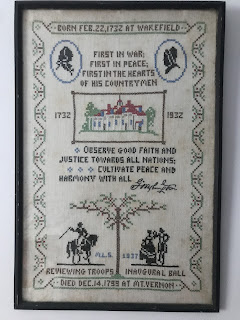 BORN FEB. 22, 1732 AT WAKEFIELD
FIRST IN WAR;
FIRST IN PEACE;
FIRST IN THE HEARTS
OF HIS COUNTRYMEN
1732 1932
OBSERVE GOOD FAITH AND
JUSTICE TOWARDS ALL NATIONS;
CULTIVATE PEACE AND
HARMONY WITH ALL
M.L.S. 1937
REVIEWING TROOPS INAUGURAL BALL
DIED DEC. 14, 1799 AT MT. VERNON